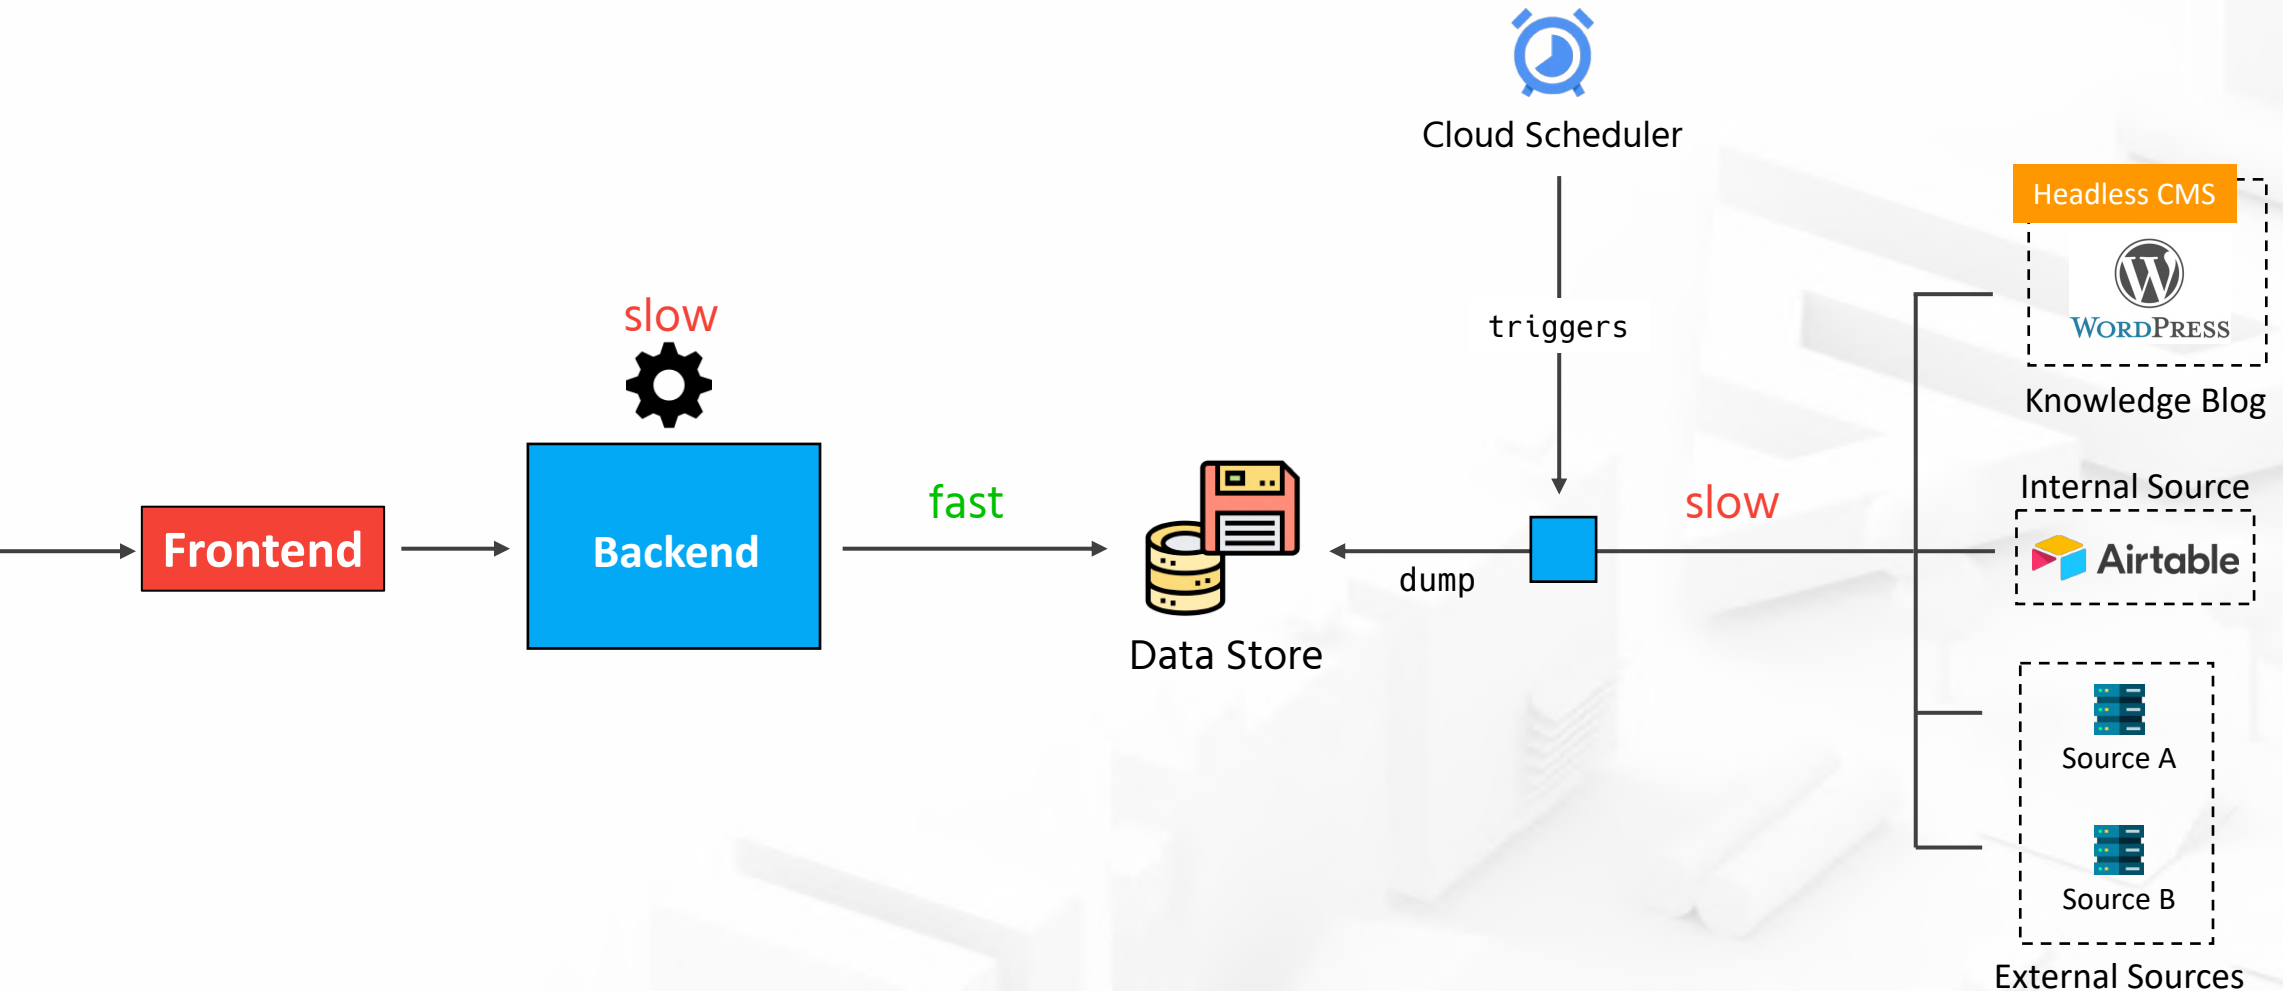 Cloud Scheduler
Headless CMS
WORDPRESS
Knowledge Blog
slow
triggers
Internal Source
Airtable
slow
fast
Frontend
Backend
dump
Data Store
Source A
Source B
External Sources